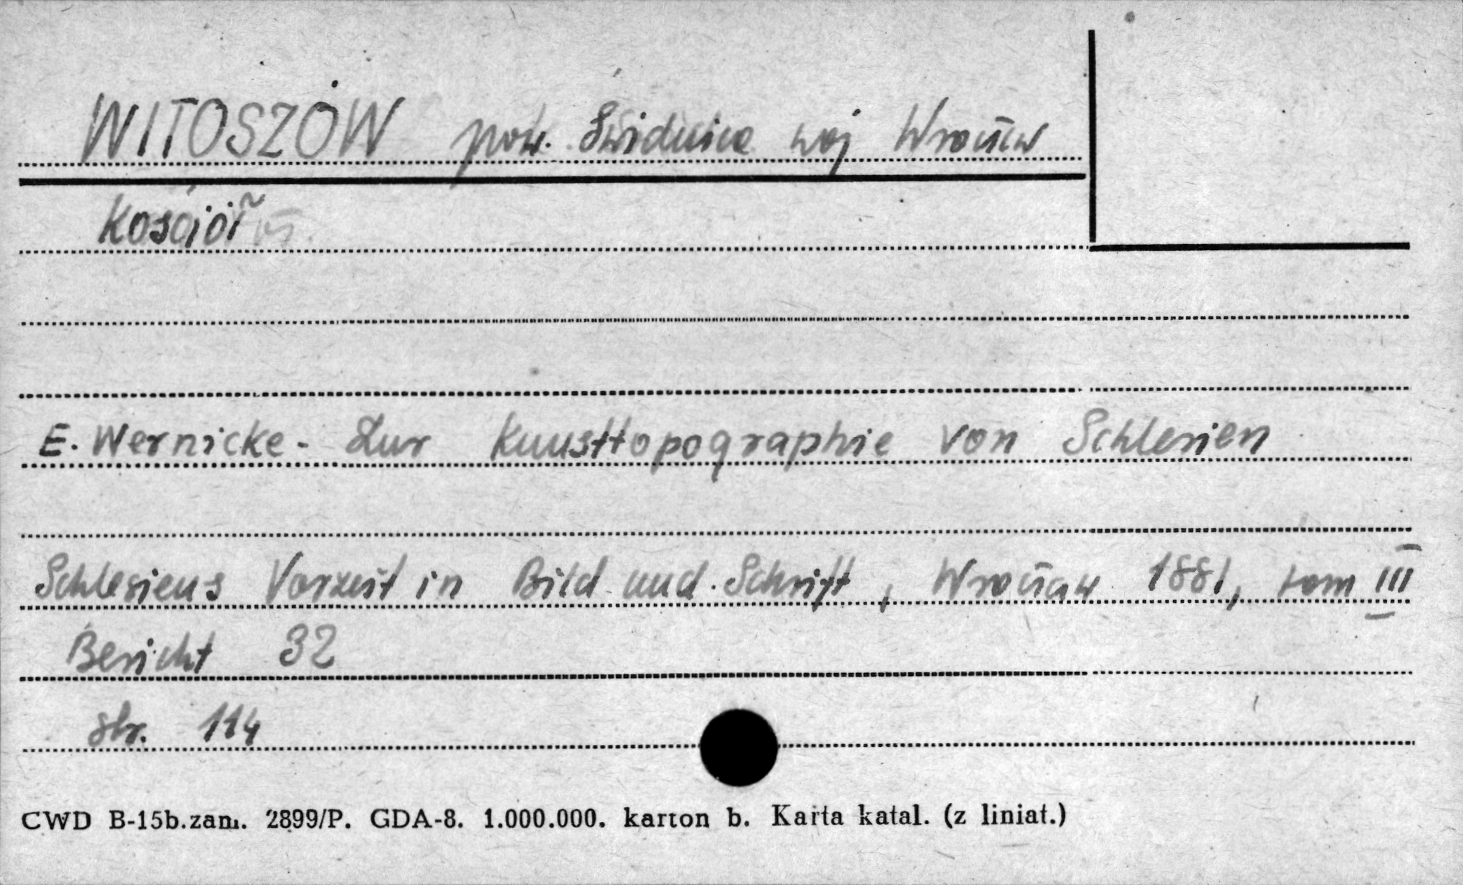 WITOSZÓW pow. Świdnica woj Wrocław
Kościół
E. Wernicke - Zur Kunsttopographie von Schlesien
Schlesiens Vorzeit in Bild und Schrift, Wrocław 1881, tom III
Bericht 32
str. 114
CWD B-15b.zam. 2899/P. GDA-8. 1.000.000. karton b. Karta katal. (z liniat.)